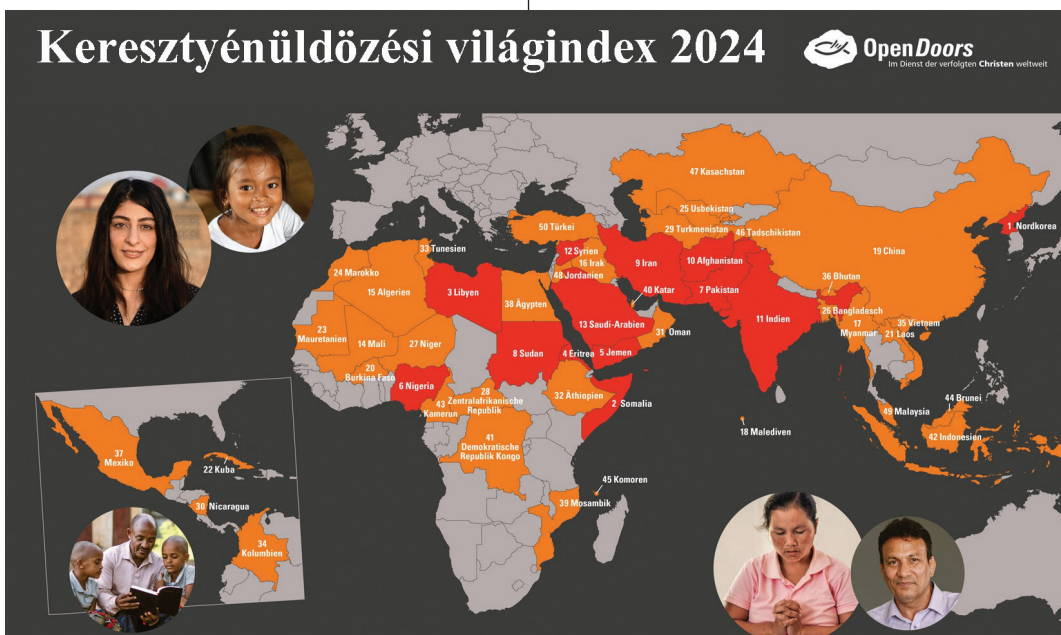 Keresztyénüldözési világindex 2024
OpenDoors
Im Dienst der verfolgten Christen weltweit
47 Kasachstan
25 Usbekistan
50 Türkei
29 Turkmenistan
46 Tadschikistan
1 Nordkorea
33 Tunesien
12 Syrien
19 China
16 Irak
9 Iran
10 Afghanistan
24 Marokko
48 Jordanien
36 Bhutan
15 Algerien
3 Libyen
38 Ägypten
40 Katar
7 Pakistan
26 Bangladesch
11 Indien
35 Vietnam
17
Myanmar
21 Laos
13 Saudi-Arabien
31 Oman
23
Mauretanien
14 Mali
27 Niger
8 Sudan
4 Eritrea
5 Jemen
20
Burkina Faso
6 Nigeria
28
Zentralafrikanische
Republik
32 Äthiopien
43
Kamerun
2 Somalia
44 Brunei
49 Malaysia
18 Malediven
42 Indonesien
41
Demokratische
Republik Kongo
45 Komoren
39 Mosambik
37
Mexiko
22 Kuba
30 Nicaragua
34
Kolumbien